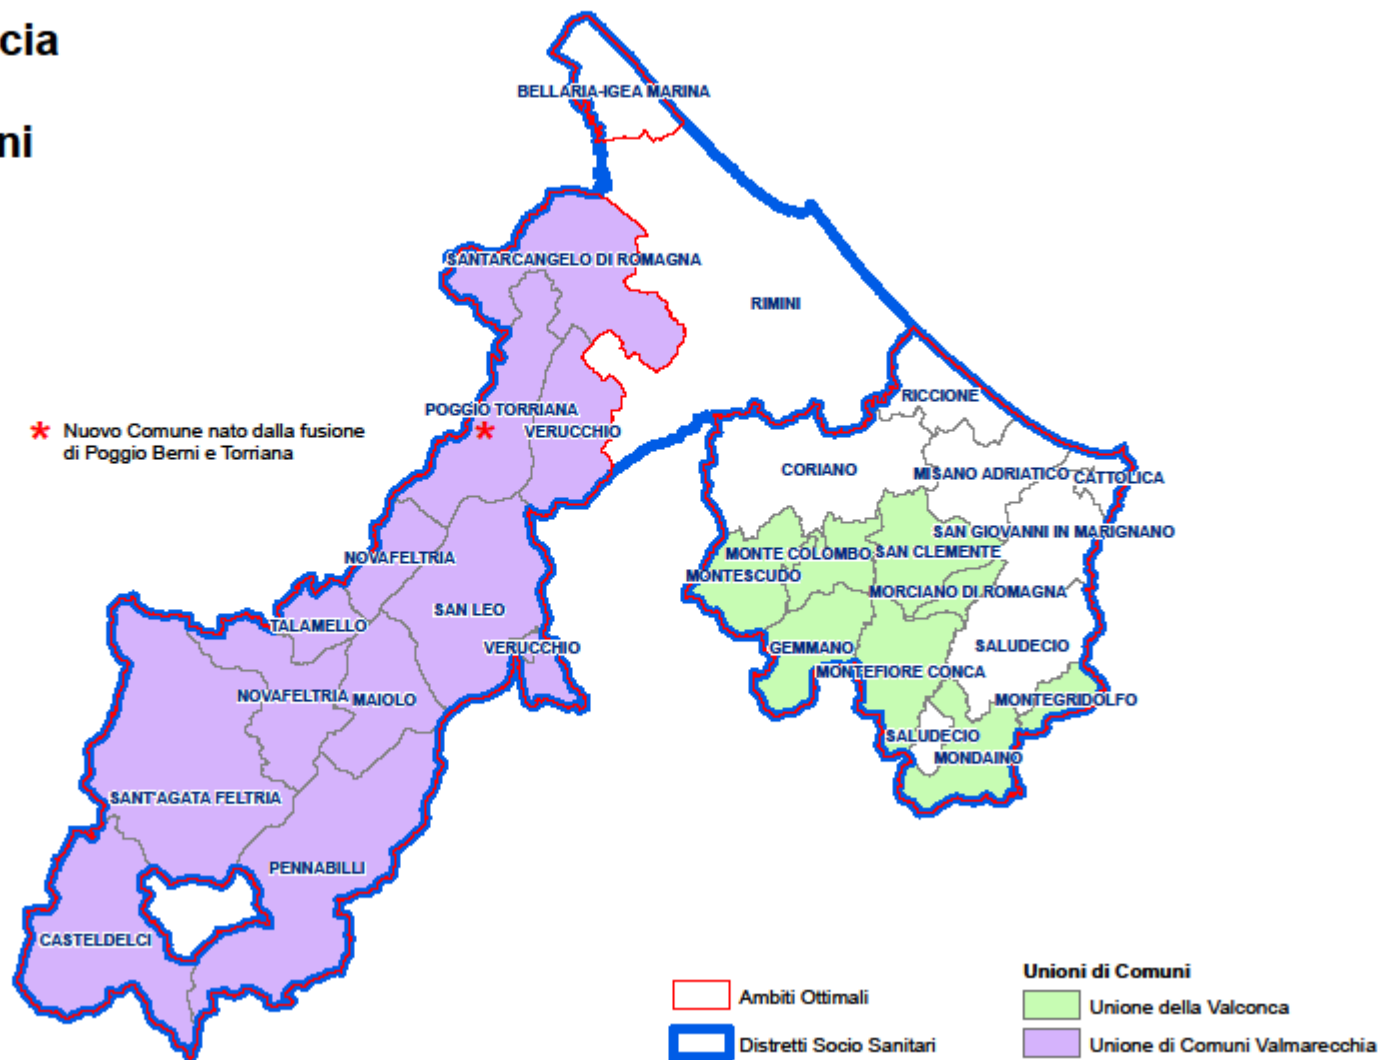 cia
ni
BELLARIA-IGEA MARINA
SANTARCANGELO DI ROMAGNA
RIMINI
RICCIONE
POGGIO TORRIANA
* Nuovo Comune nato dalla fusione
di Poggio Berni e Torriana
*
VERUCCHIO
CORIANO
MISANO ADRIATICO
CATTOLICA
SAN GIOVANNI IN MARIGNANO
MONTE COLOMBO
SAN CLEMENTE
NOVAFELTRIA
MONTESCUDO
MORCIANO DI ROMAGNA
SAN LEO
TALAMELLO
VERUCCHIO
GEMMANO
SALUDECIO
MONTEFIORE CONCA
NOVAFELTRIA
MAIOLO
MONTEGRIDOLFO
SALUDECIO
MONDAINO
SANT'AGATA FELTRIA
PENNABILLI
CASTELDELCI
Ambiti Ottimali
Distretti Socio Sanitari
Unioni di Comuni
Unione della Valconca
Unione di Comuni Valmarecchia